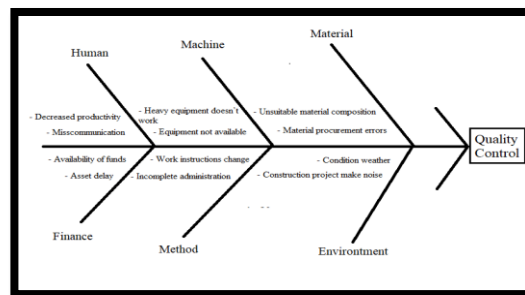 Human
Machine
Material
- Decreased productivity
- Misscommunication
- Heavy equipment doesn't
work
- Equipment not available
- Unsuitable material composition
- Material procurement errors
Quality
Control
- Availability of funds
- Asset delay
- Work instructions change
- Incomplete administration
- Condition weather
- Construction project make noise
Finance
Method
Environtment